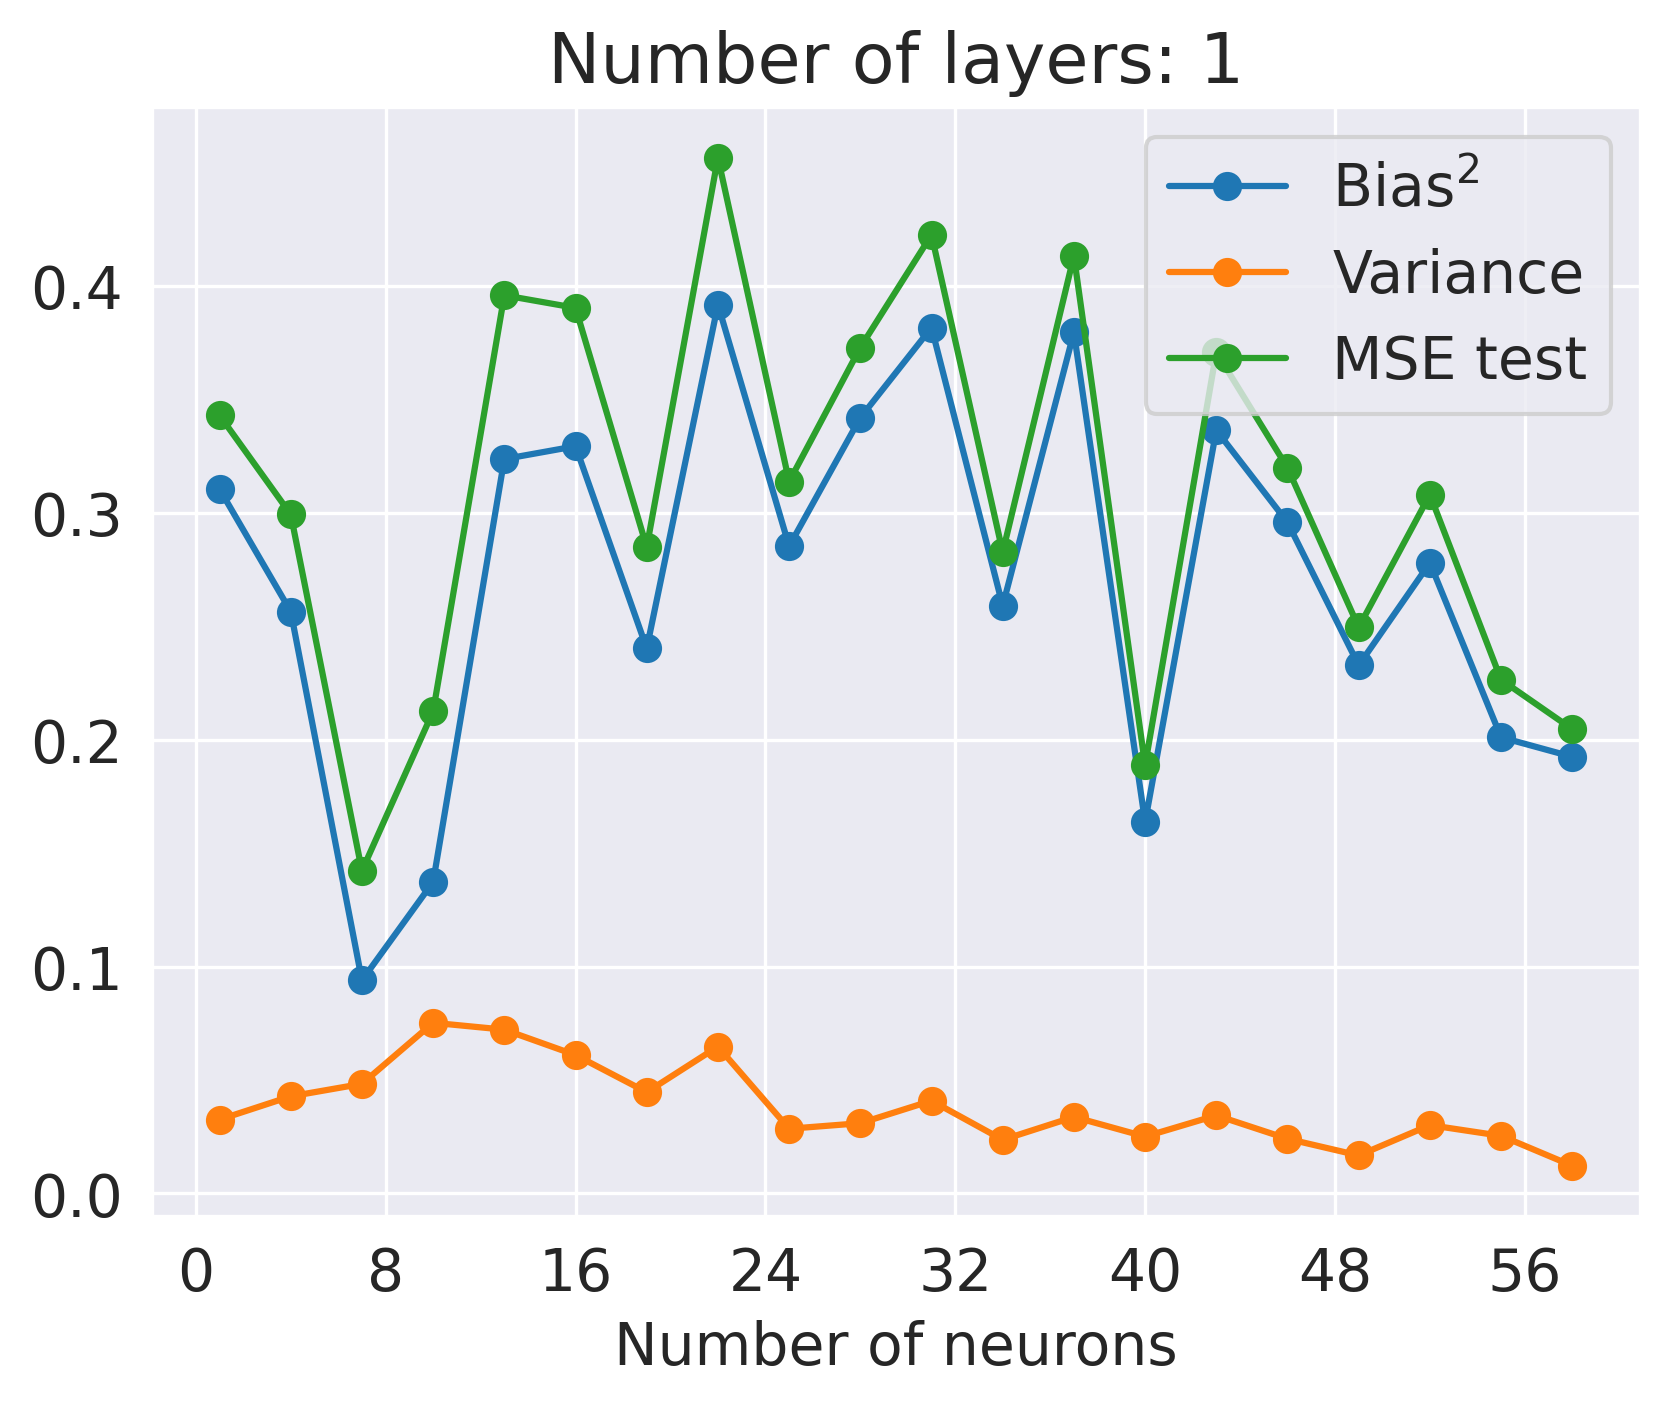 Number of layers: 1
Bias²
Variance
MSE test
0.4
0.3
0.2
0.1
0.0
0 8 16 24 32 40 48 56
Number of neurons